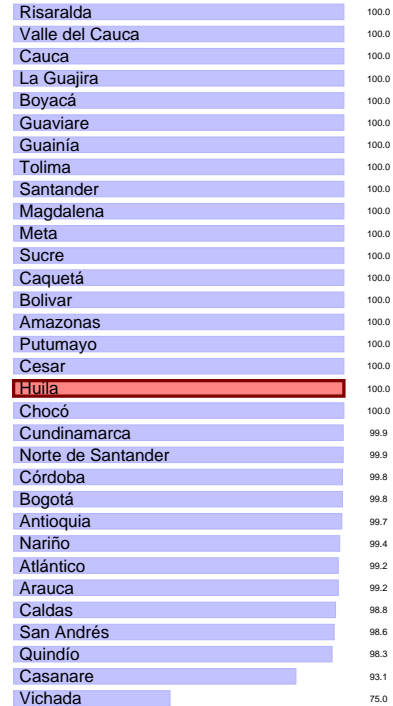 Risaralda 100.0
Valle del Cauca 100.0
Cauca 100.0
La Guajira 100.0
Boyacá 100.0
Guaviare 100.0
Guainía 100.0
Tolima 100.0
Santander 100.0
Magdalena 100.0
Meta 100.0
Sucre 100.0
Caquetá 100.0
Bolivar 100.0
Amazonas 100.0
Putumayo 100.0
Cesar 100.0
Huila 100.0
Chocó 100.0
Cundinamarca 99.9
Norte de Santander 99.9
Córdoba 99.8
Bogotá 99.8
Antioquia 99.7
Nariño 99.4
Atlántico 99.2
Arauca 99.2
Caldas 98.8
San Andrés 98.6
Quindío 98.3
Casanare 93.1
Vichada 75.0